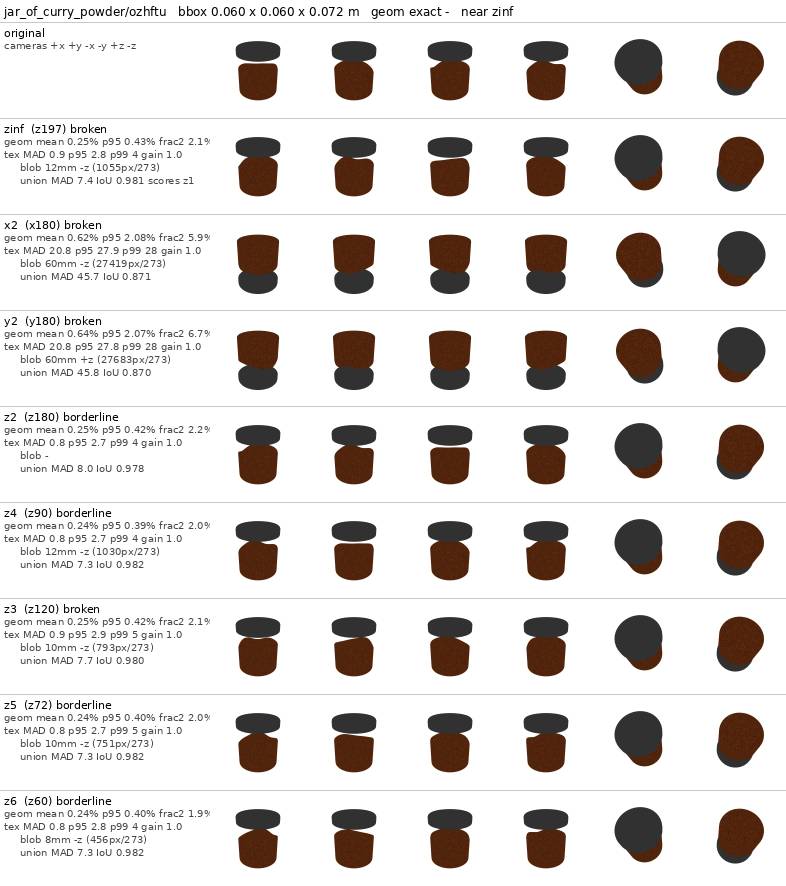 jar_of_curry_powder/ozhftu   bbox 0.060 x 0.060 x 0.072 m   geom exact -   near zinf
original
cameras +x +y -x -y +z -z
zinf  (z197) broken
geom mean 0.25% p95 0.43% frac2 2.1%
tex MAD 0.9 p95 2.8 p99 4 gain 1.0
blob 12mm -z (1055px/273)
union MAD 7.4 IoU 0.981 scores z1
x2  (x180) broken
geom mean 0.62% p95 2.08% frac2 5.9%
tex MAD 20.8 p95 27.9 p99 28 gain 1.0
blob 60mm -z (27419px/273)
union MAD 45.7 IoU 0.871
y2  (y180) broken
geom mean 0.64% p95 2.07% frac2 6.7%
tex MAD 20.8 p95 27.8 p99 28 gain 1.0
blob 60mm +z (27683px/273)
union MAD 45.8 IoU 0.870
z2  (z180) borderline
geom mean 0.25% p95 0.42% frac2 2.2%
tex MAD 0.8 p95 2.7 p99 4 gain 1.0
blob -
union MAD 8.0 IoU 0.978
z4  (z90) borderline
geom mean 0.24% p95 0.39% frac2 2.0%
tex MAD 0.8 p95 2.7 p99 4 gain 1.0
blob 12mm -z (1030px/273)
union MAD 7.3 IoU 0.982
z3  (z120) broken
geom mean 0.25% p95 0.42% frac2 2.1%
tex MAD 0.9 p95 2.9 p99 5 gain 1.0
blob 10mm -z (793px/273)
union MAD 7.7 IoU 0.980
z5  (z72) borderline
geom mean 0.24% p95 0.40% frac2 2.0%
tex MAD 0.8 p95 2.7 p99 5 gain 1.0
blob 10mm -z (751px/273)
union MAD 7.3 IoU 0.982
z6  (z60) borderline
geom mean 0.24% p95 0.40% frac2 1.9%
tex MAD 0.8 p95 2.8 p99 4 gain 1.0
blob 8mm -z (456px/273)
union MAD 7.3 IoU 0.982